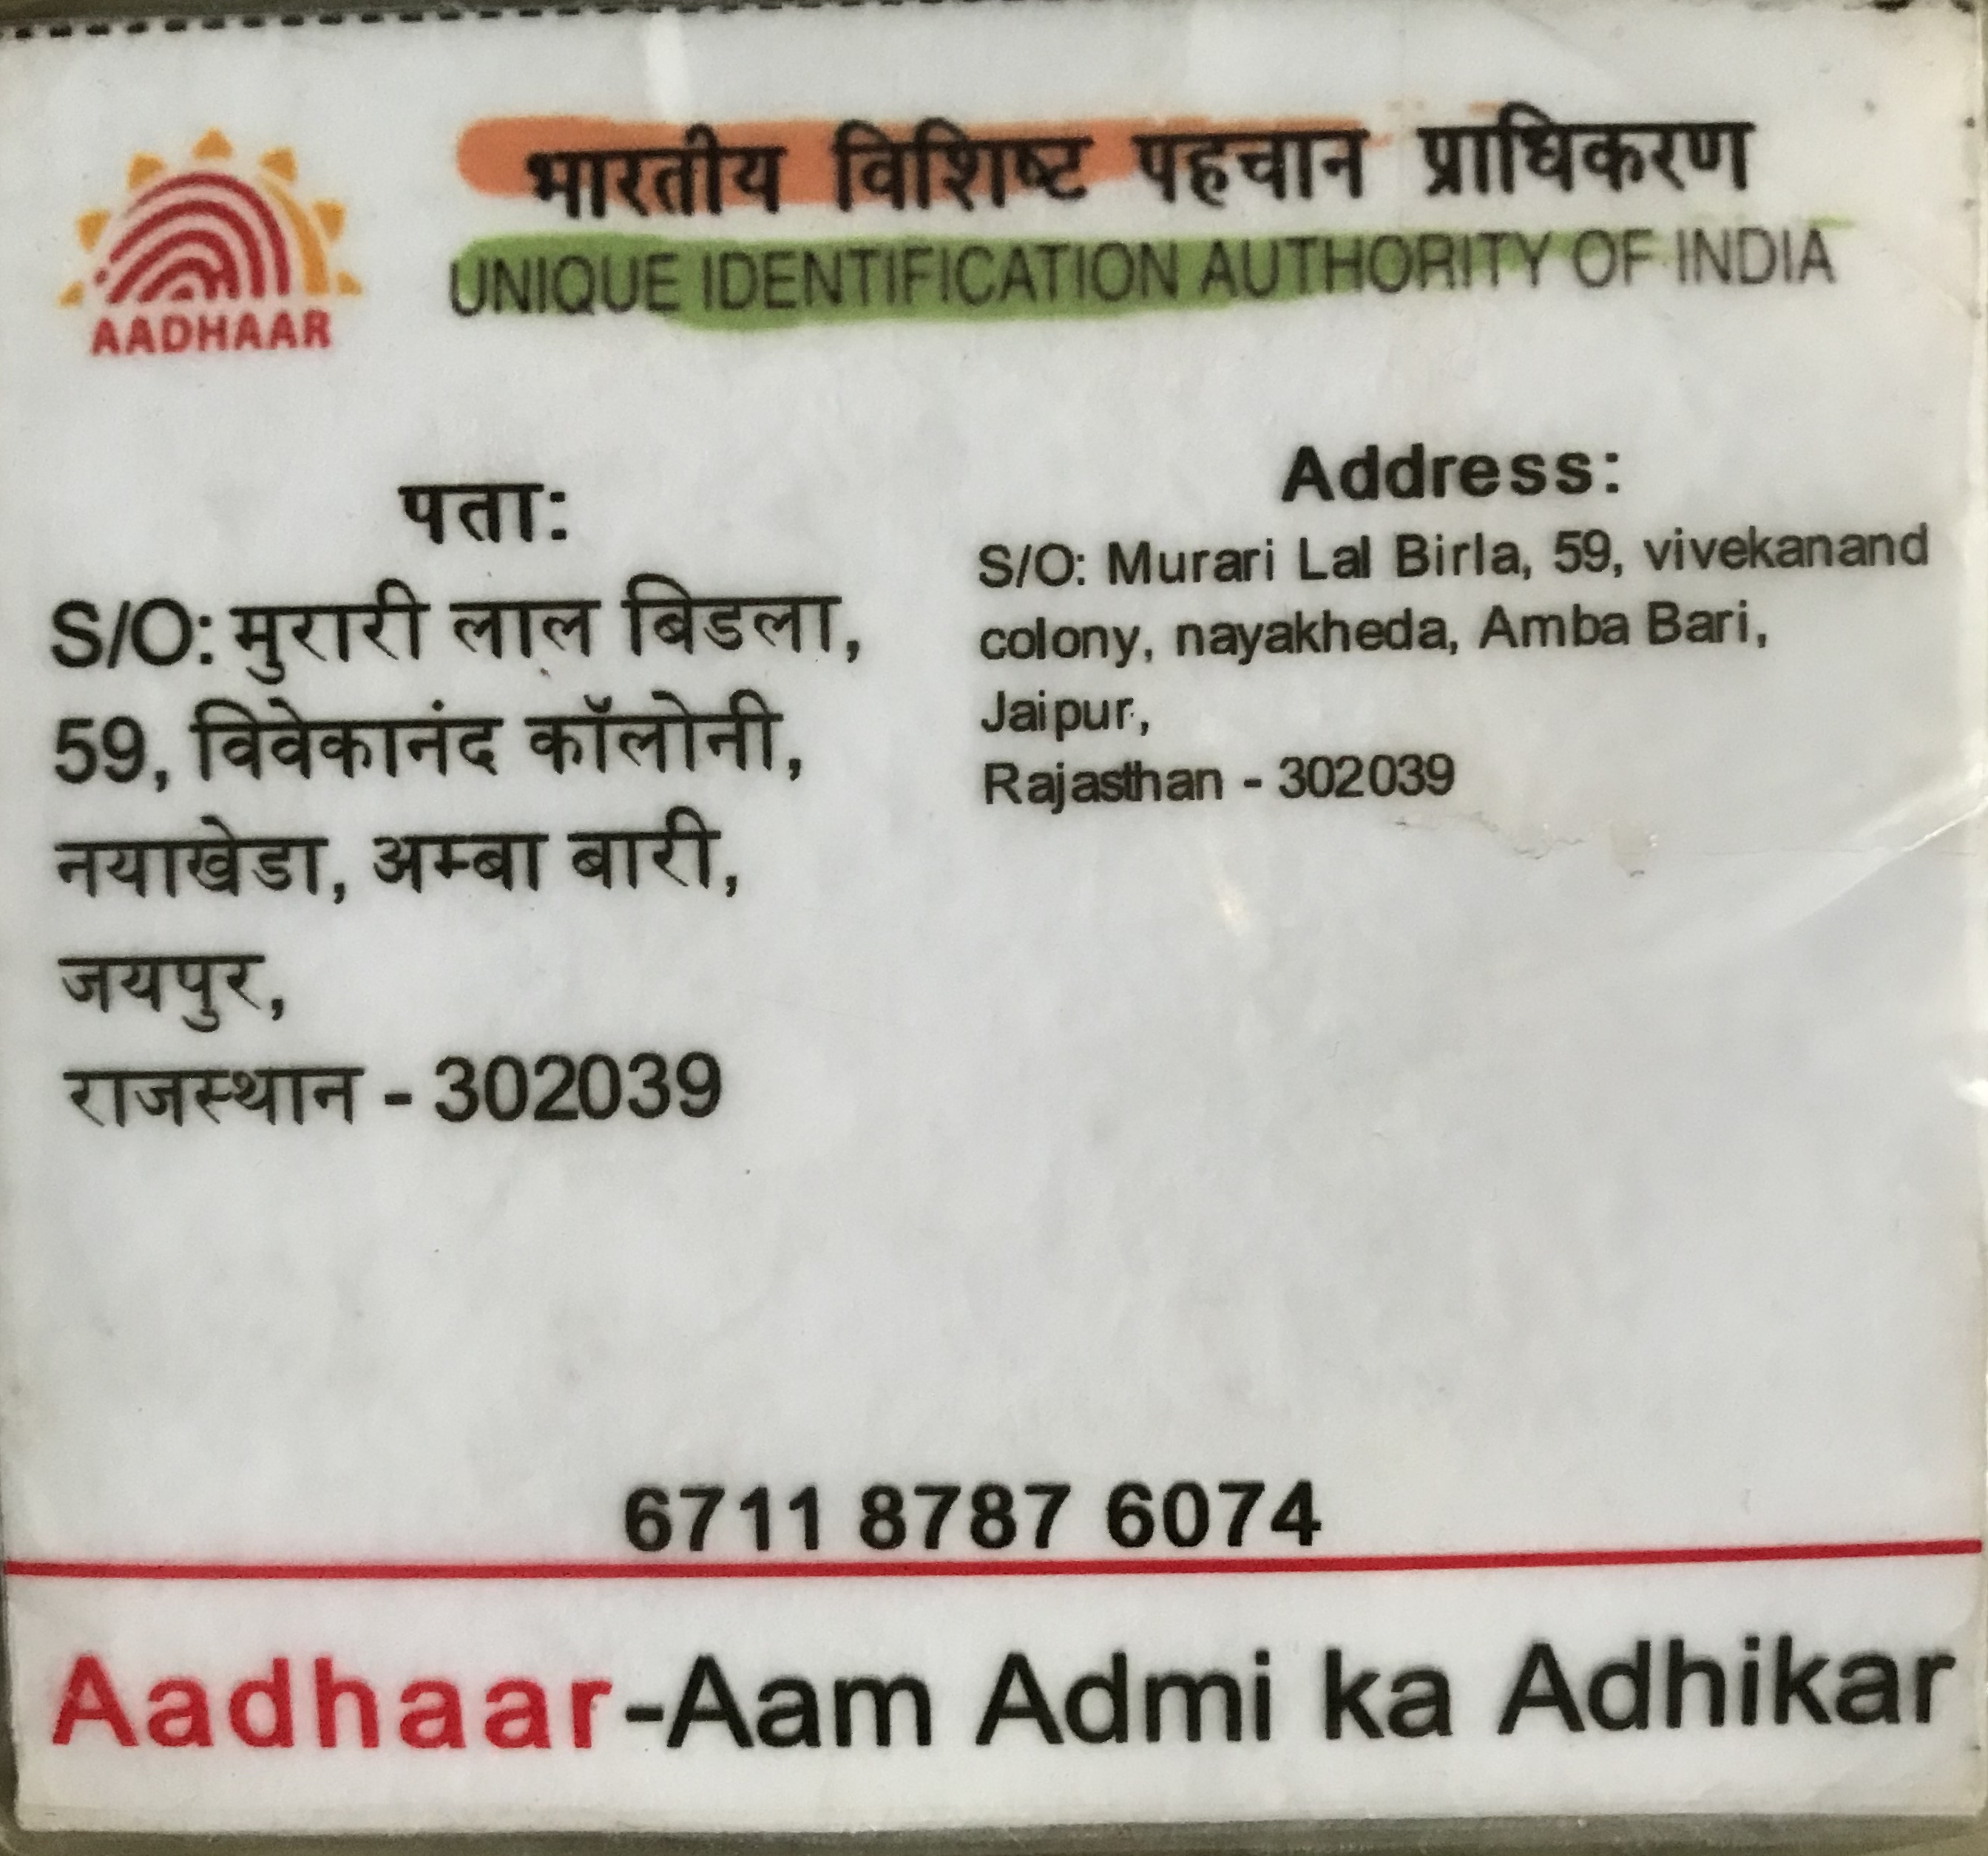 भारतीय विशिष्ट पहचान प्राधिकरण
UNIQUE IDENTIFICATION AUTHORITY OF INDIA
AADHAAR
पता:
S/O: मुरारी लाल बिडला,
59, विवेकानंद कॉलोनी,
नयाखेडा, अम्बा बारी,
जयपुर,
राजस्थान - 302039
Address:
S/O: Murari Lal Birla, 59, vivekanand
colony, nayakheda, Amba Bari,
Jaipur,
Rajasthan - 302039
6711 8787 6074
Aadhaar-Aam Admi ka Adhikar